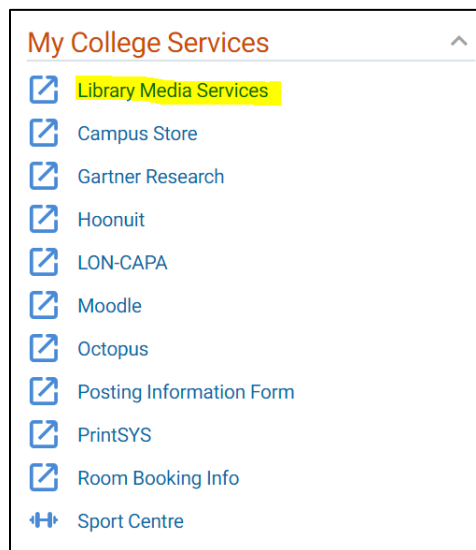 My College Services
Library Media Services
Campus Store
Gartner Research
Hoonuit
LON-CAPA
Moodle
Octopus
Posting Information Form
PrintSYS
Room Booking Info
Sport Centre